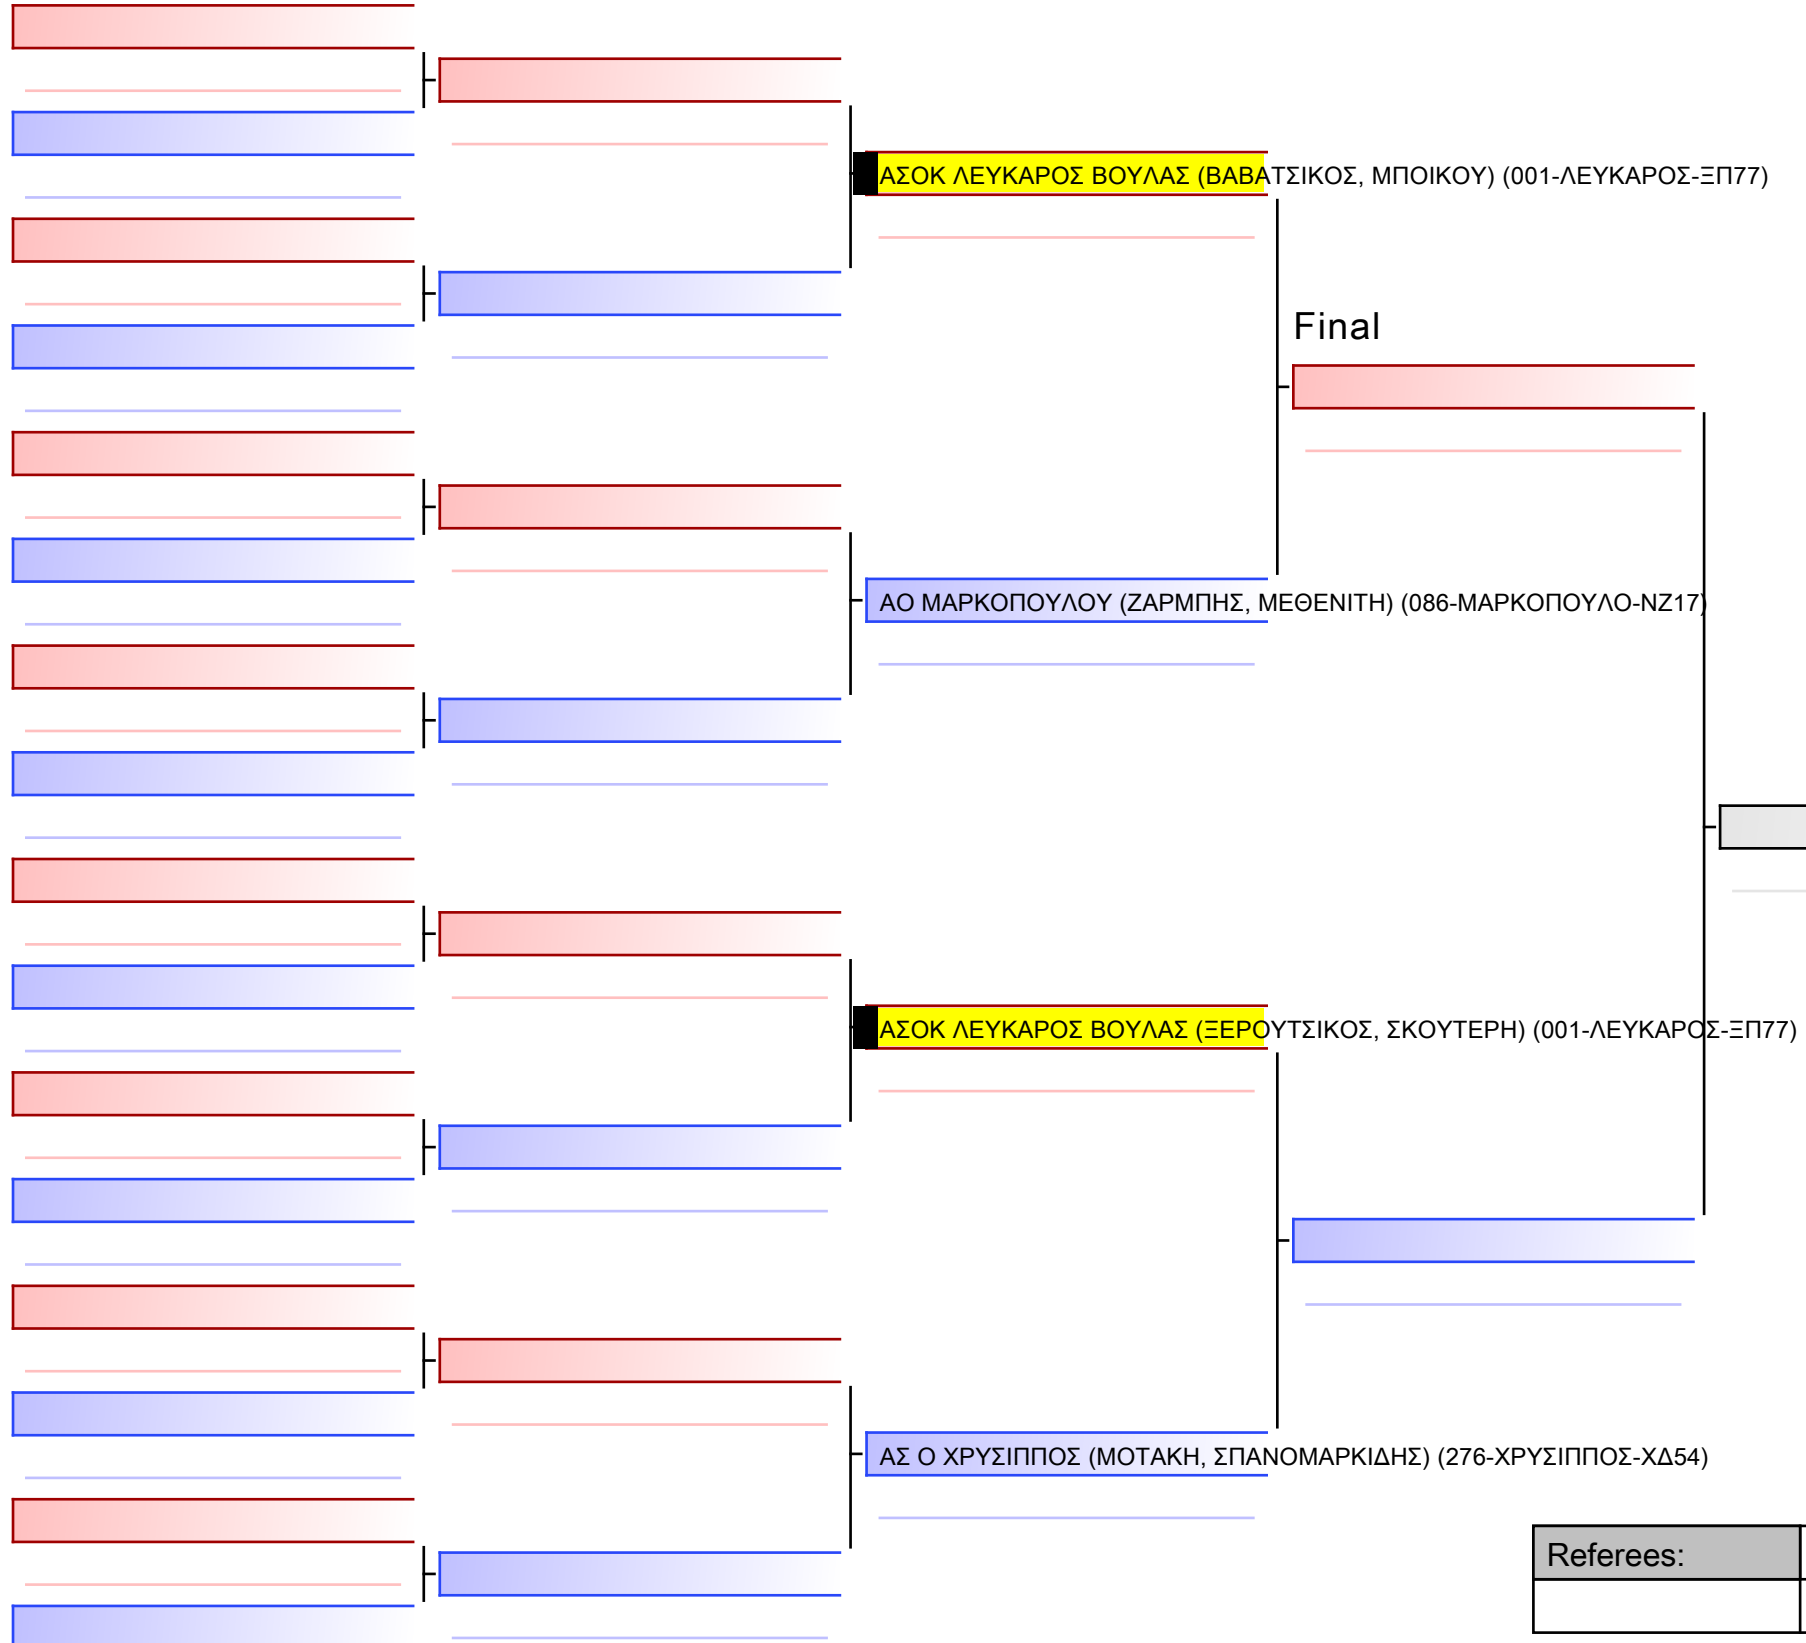 ΑΣΟΚ ΛΕΥΚΑΡΟΣ ΒΟΥΛΑΣ (ΒΑΒΑΤΣΙΚΟΣ, ΜΠΟΙΚΟΥ) (001-ΛΕΥΚΑΡΟΣ-ΞΠ77)
Final
ΑΟ ΜΑΡΚΟΠΟΥΛΟΥ (ΖΑΡΜΠΗΣ, ΜΕΘΕΝΙΤΗ) (086-ΜΑΡΚΟΠΟΥΛΟ-ΝΖ17)
ΑΣΟΚ ΛΕΥΚΑΡΟΣ ΒΟΥΛΑΣ (ΞΕΡΟΥΤΣΙΚΟΣ, ΣΚΟΥΤΕΡΗ) (001-ΛΕΥΚΑΡΟΣ-ΞΠ77)
ΑΣ Ο ΧΡΥΣΙΠΠΟΣ (ΜΟΤΑΚΗ, ΣΠΑΝΟΜΑΡΚΙΔΗΣ) (276-ΧΡΥΣΙΠΠΟΣ-ΧΔ54)
Referees: